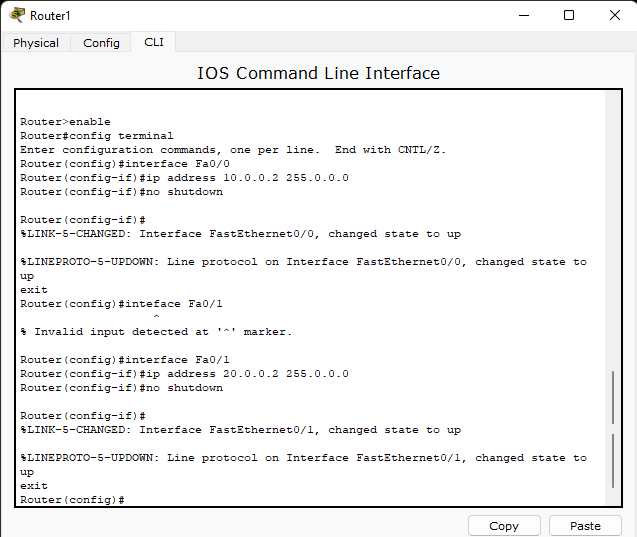 Router1
Physical Config CLI
IOS Command Line Interface
Router>enable
Router#config terminal
Enter configuration commands, one per line.  End with CNTL/Z.
Router(config)#interface Fa0/0
Router(config-if)#ip address 10.0.0.2 255.0.0.0
Router(config-if)#no shutdown
Router(config-if)#
%LINK-5-CHANGED: Interface FastEthernet0/0, changed state to up
%LINEPROTO-5-UPDOWN: Line protocol on Interface FastEthernet0/0, changed state to
up
exit
Router(config)#inteface Fa0/1
^
% Invalid input detected at '^' marker.
Router(config)#interface Fa0/1
Router(config-if)#ip address 20.0.0.2 255.0.0.0
Router(config-if)#no shutdown
Router(config-if)#
%LINK-5-CHANGED: Interface FastEthernet0/1, changed state to up
%LINEPROTO-5-UPDOWN: Line protocol on Interface FastEthernet0/1, changed state to
up
exit
Router(config)#
Copy Paste